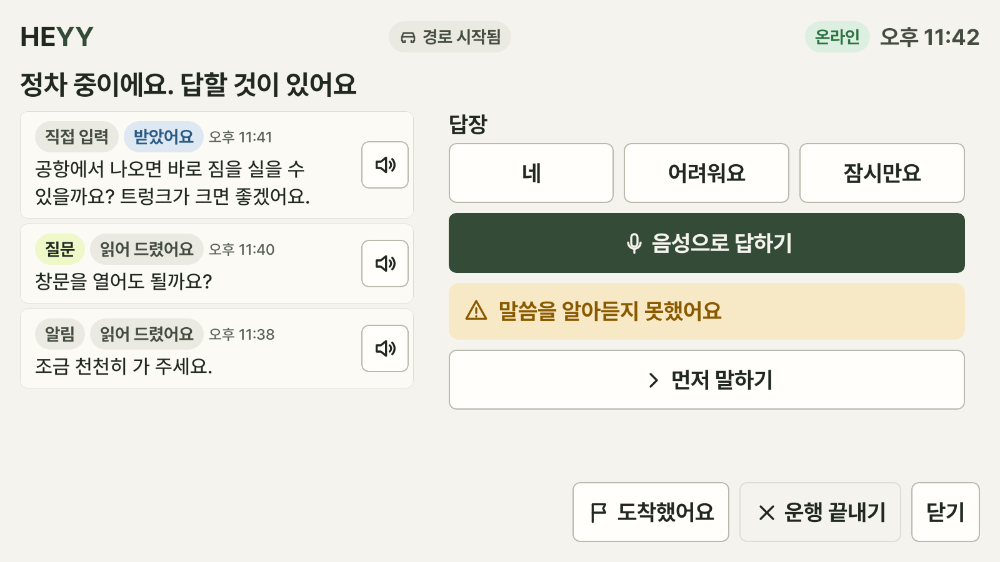 HEYY
경로 시작됨
온라인 오후 11:42
정차 중이에요. 답할 것이 있어요
직접 입력 받았어요 오후 11:41
공항에서 나오면 바로 짐을 실을 수
있을까요? 트렁크가 크면 좋겠어요.
질문 읽어 드렸어요 오후 11:40
창문을 열어도 될까요?
알림 읽어 드렸어요 오후 11:38
조금 천천히 가 주세요.
답장
네
어려워요
잠시만요
음성으로 답하기
말씀을 알아듣지 못했어요
먼저 말하기
도착했어요
운행 끝내기
닫기